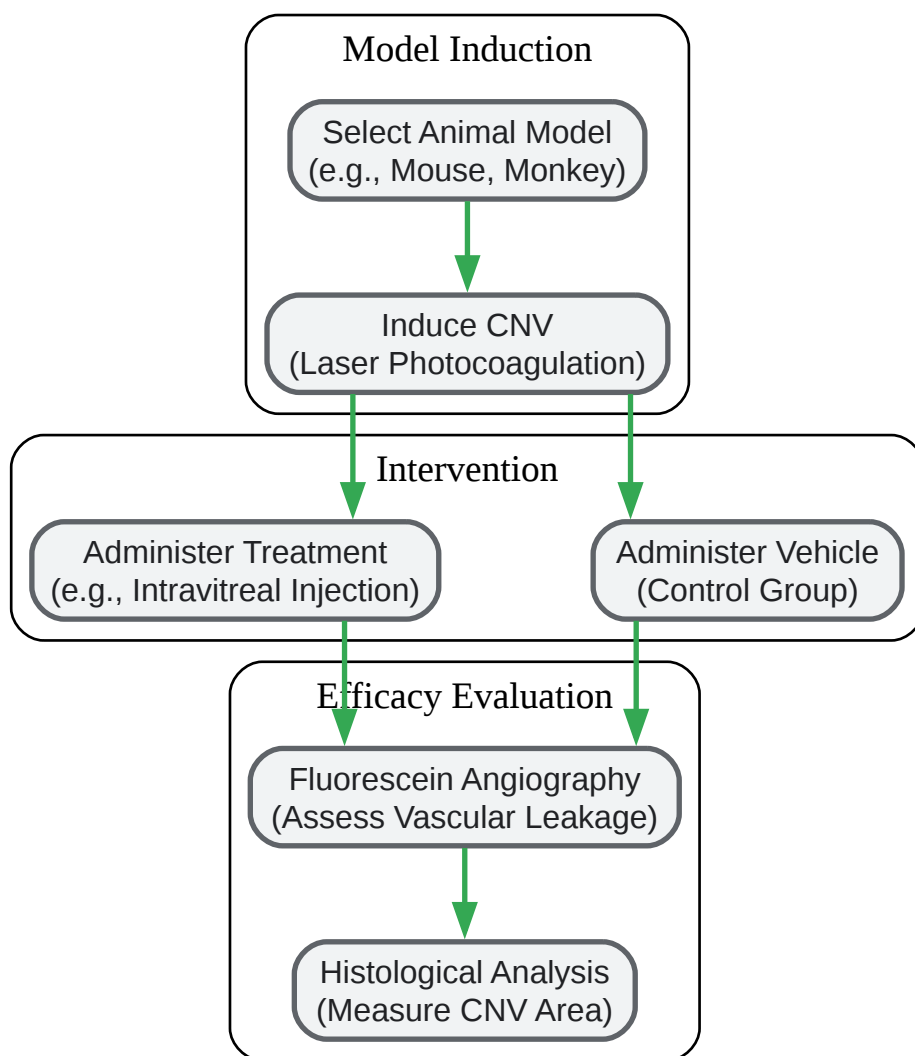 Model Induction
Select Animal Model
(e.g., Mouse, Monkey)
Induce CNV
(Laser Photocoagulation)
Intervention
Administer Treatment
(e.g., Intravitreal Injection)
Administer Vehicle
(Control Group)
Efficacy Evaluation
Fluorescein Angiography
(Assess Vascular Leakage)
Histological Analysis
(Measure CNV Area)